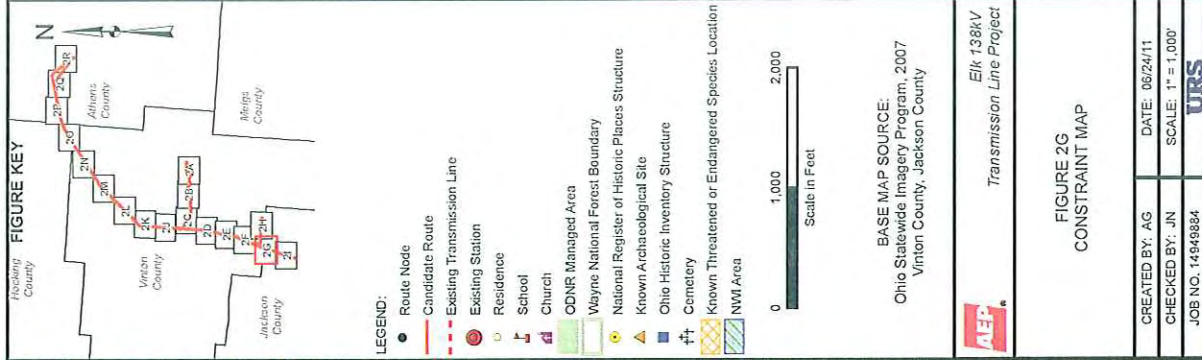 FIGURE KEY
N
Hocking
County
Athens
County
Vinton
County
Meigs
County
Jackson
County
2R
2Q
2P
2O
2N
2M
2L
2K
2J
2A
2B
2C
2D
2E
2F
2H
2G
2I
LEGEND:
Route Node
Candidate Route
Existing Transmission Line
Existing Station
Residence
School
Church
ODNR Managed Area
Wayne National Forest Boundary
National Register of Historic Places Structure
Known Archaeological Site
Ohio Historic Inventory Structure
Cemetery
Known Threatened or Endangered Species Location
NWI Area
0 1,000 2,000
Scale in Feet
BASE MAP SOURCE:
Ohio Statewide Imagery Program, 2007
Vinton County, Jackson County
AEP
Elk 138kV
Transmission Line Project
FIGURE 2G
CONSTRAINT MAP
CREATED BY: AG
DATE: 06/24/11
CHECKED BY: JN
SCALE: 1" = 1,000'
JOB NO. 14949884
URS